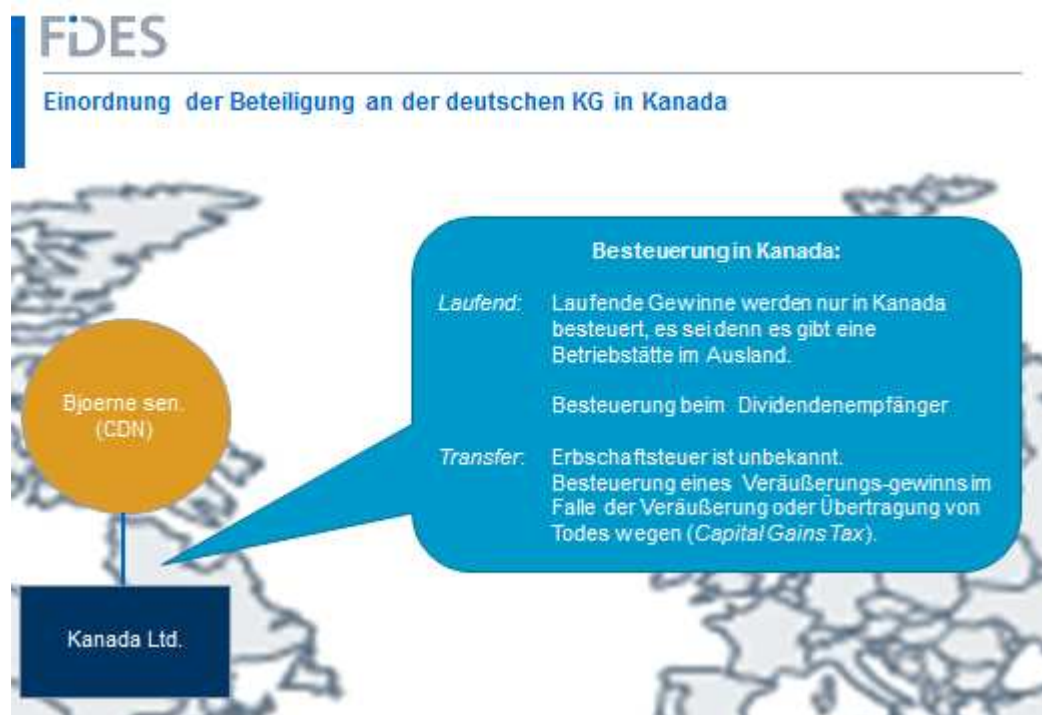 FiDES
Einordnung der Beteiligung an der deutschen KG in Kanada
Besteuerung in Kanada:
Laufend: Laufende Gewinne werden nur in Kanada
besteuert, es sei denn es gibt eine
Betriebstätte im Ausland.
Besteuerung beim Dividendenempfänger
Transfer: Erbschaftsteuer ist unbekannt.
Besteuerung eines Veräußerungs-gewinns im
Falle der Veräußerung oder Übertragung von
Todes wegen (Capital Gains Tax).
Bjoerne sen.
(CDN)
Kanada Ltd.